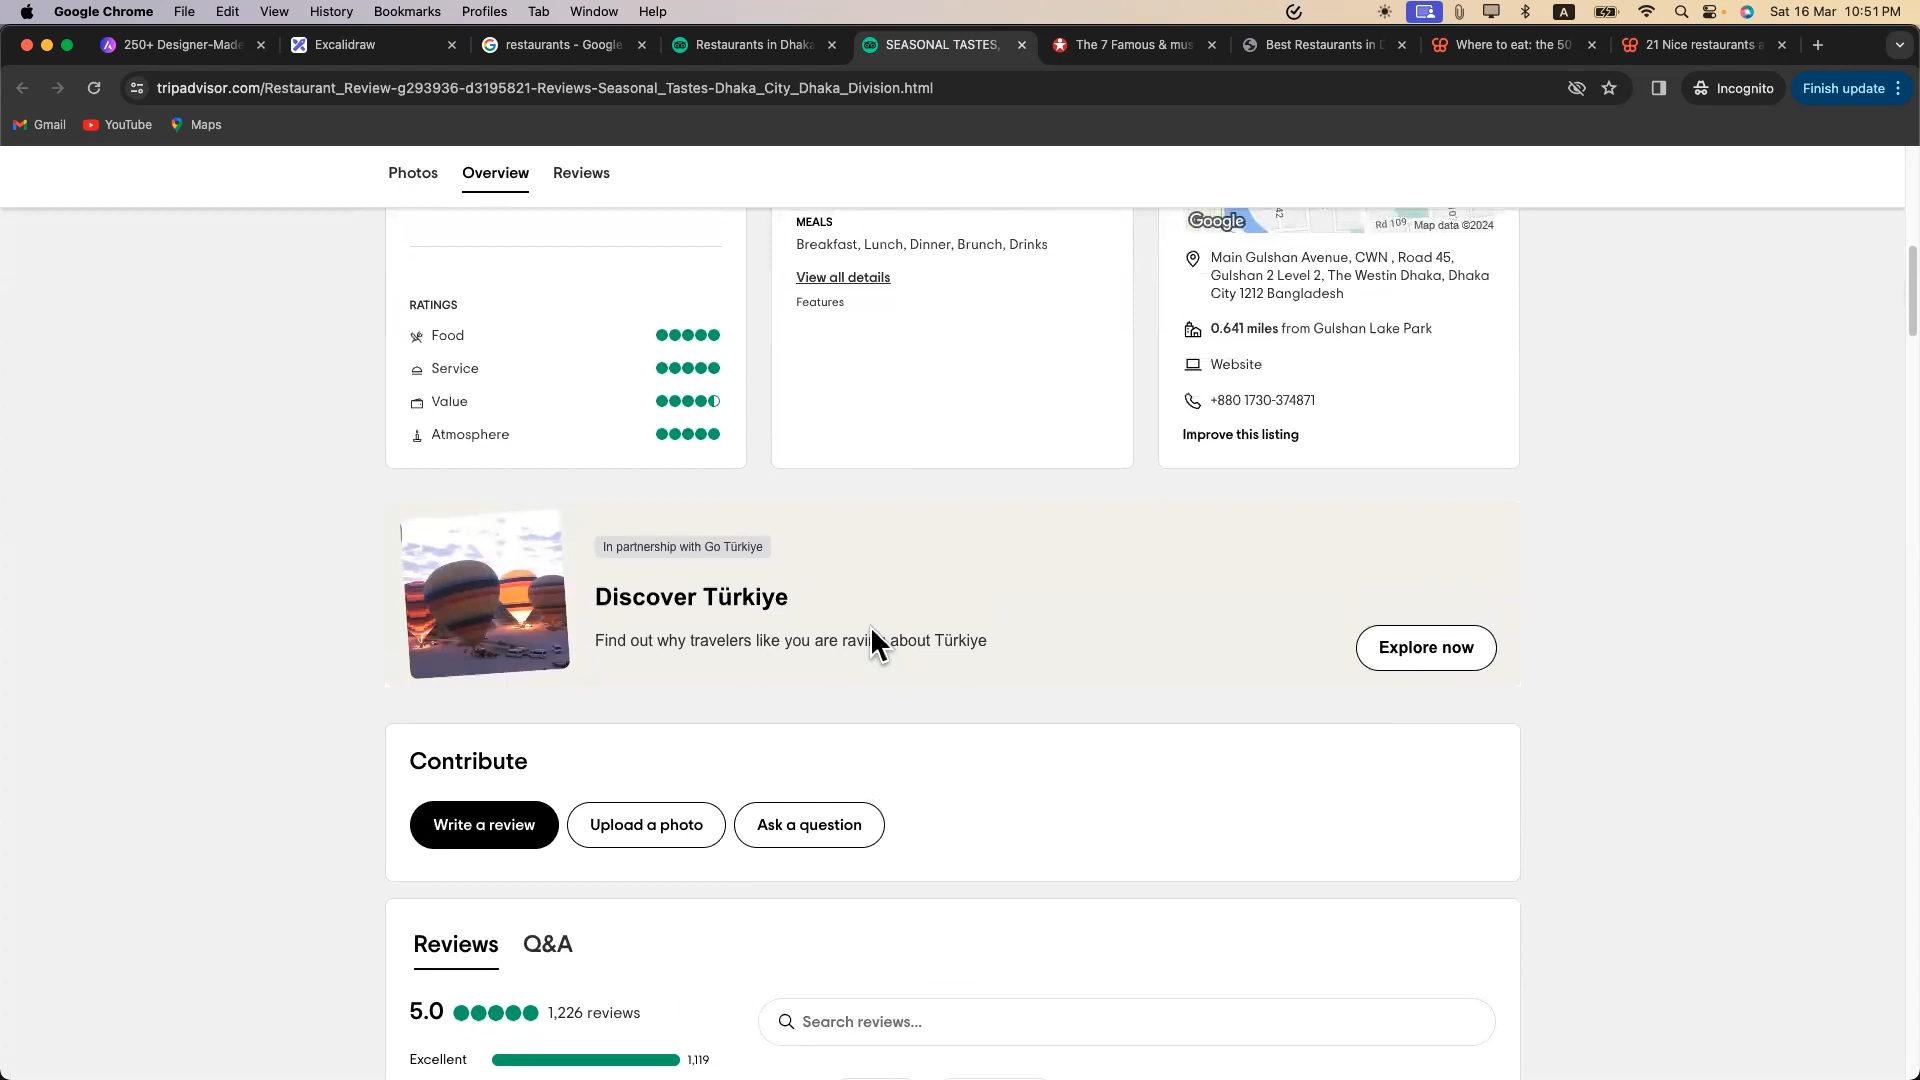 Google Chrome File Edit View History Bookmarks Profiles Tab Window Help A Sat 16 Mar 10:51 PM
250+ Designer-Made Excalidraw restaurants - Google Restaurants in Dhaka SEASONAL TASTES, The 7 Famous & mus Best Restaurants in D Where to eat: the 50 21 Nice restaurants a
tripadvisor.com/Restaurant_Review-g293936-d3195821-Reviews-Seasonal_Tastes-Dhaka_City_Dhaka_Division.html Incognito Finish update
Gmail YouTube Maps
Photos Overview Reviews
RATINGS
Food
Service
Value
Atmosphere
MEALS
Breakfast, Lunch, Dinner, Brunch, Drinks
View all details
Features
Google Rd 109 Map data ©2024
Main Gulshan Avenue, CWN , Road 45,
Gulshan 2 Level 2, The Westin Dhaka, Dhaka
City 1212 Bangladesh
0.641 miles from Gulshan Lake Park
Website
+880 1730-374871
Improve this listing
In partnership with Go Türkiye
Discover Türkiye
Find out why travelers like you are raving about Türkiye
Explore now
Contribute
Write a review Upload a photo Ask a question
Reviews Q&A
5.0 1,226 reviews
Search reviews...
Excellent 1,119